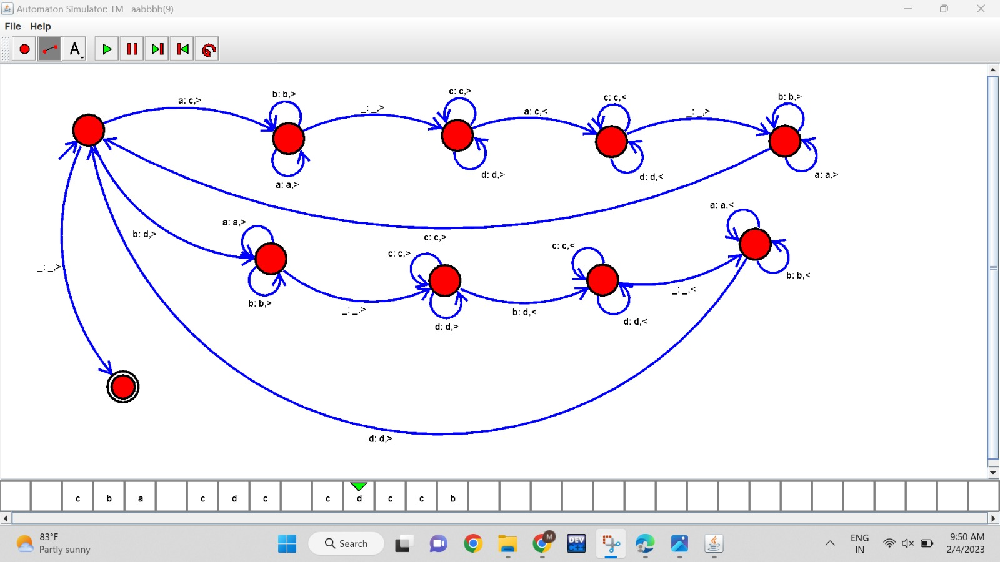 Automaton Simulator: TM aabbbb(9)
File Help
A
a: c,>
b: b,>
_: _,>
c: c,>
a: c,<
c: c,<
_: _,>
b: b,>
a: a,>
d: d,>
d: d,<
a: a,>
a: a,<
a: a,>
b: d,>
c: c,>
c: c,>
c: c,<
_: _,>
b: b,<
_: _,<
b: b,>
_: _,>
b: d,<
d: d,>
d: d,<
d: d,>
c b a c d c c d c c b
83°F
Partly sunny
Search
M
DEV
C++
ENG
IN
9:50 AM
2/4/2023